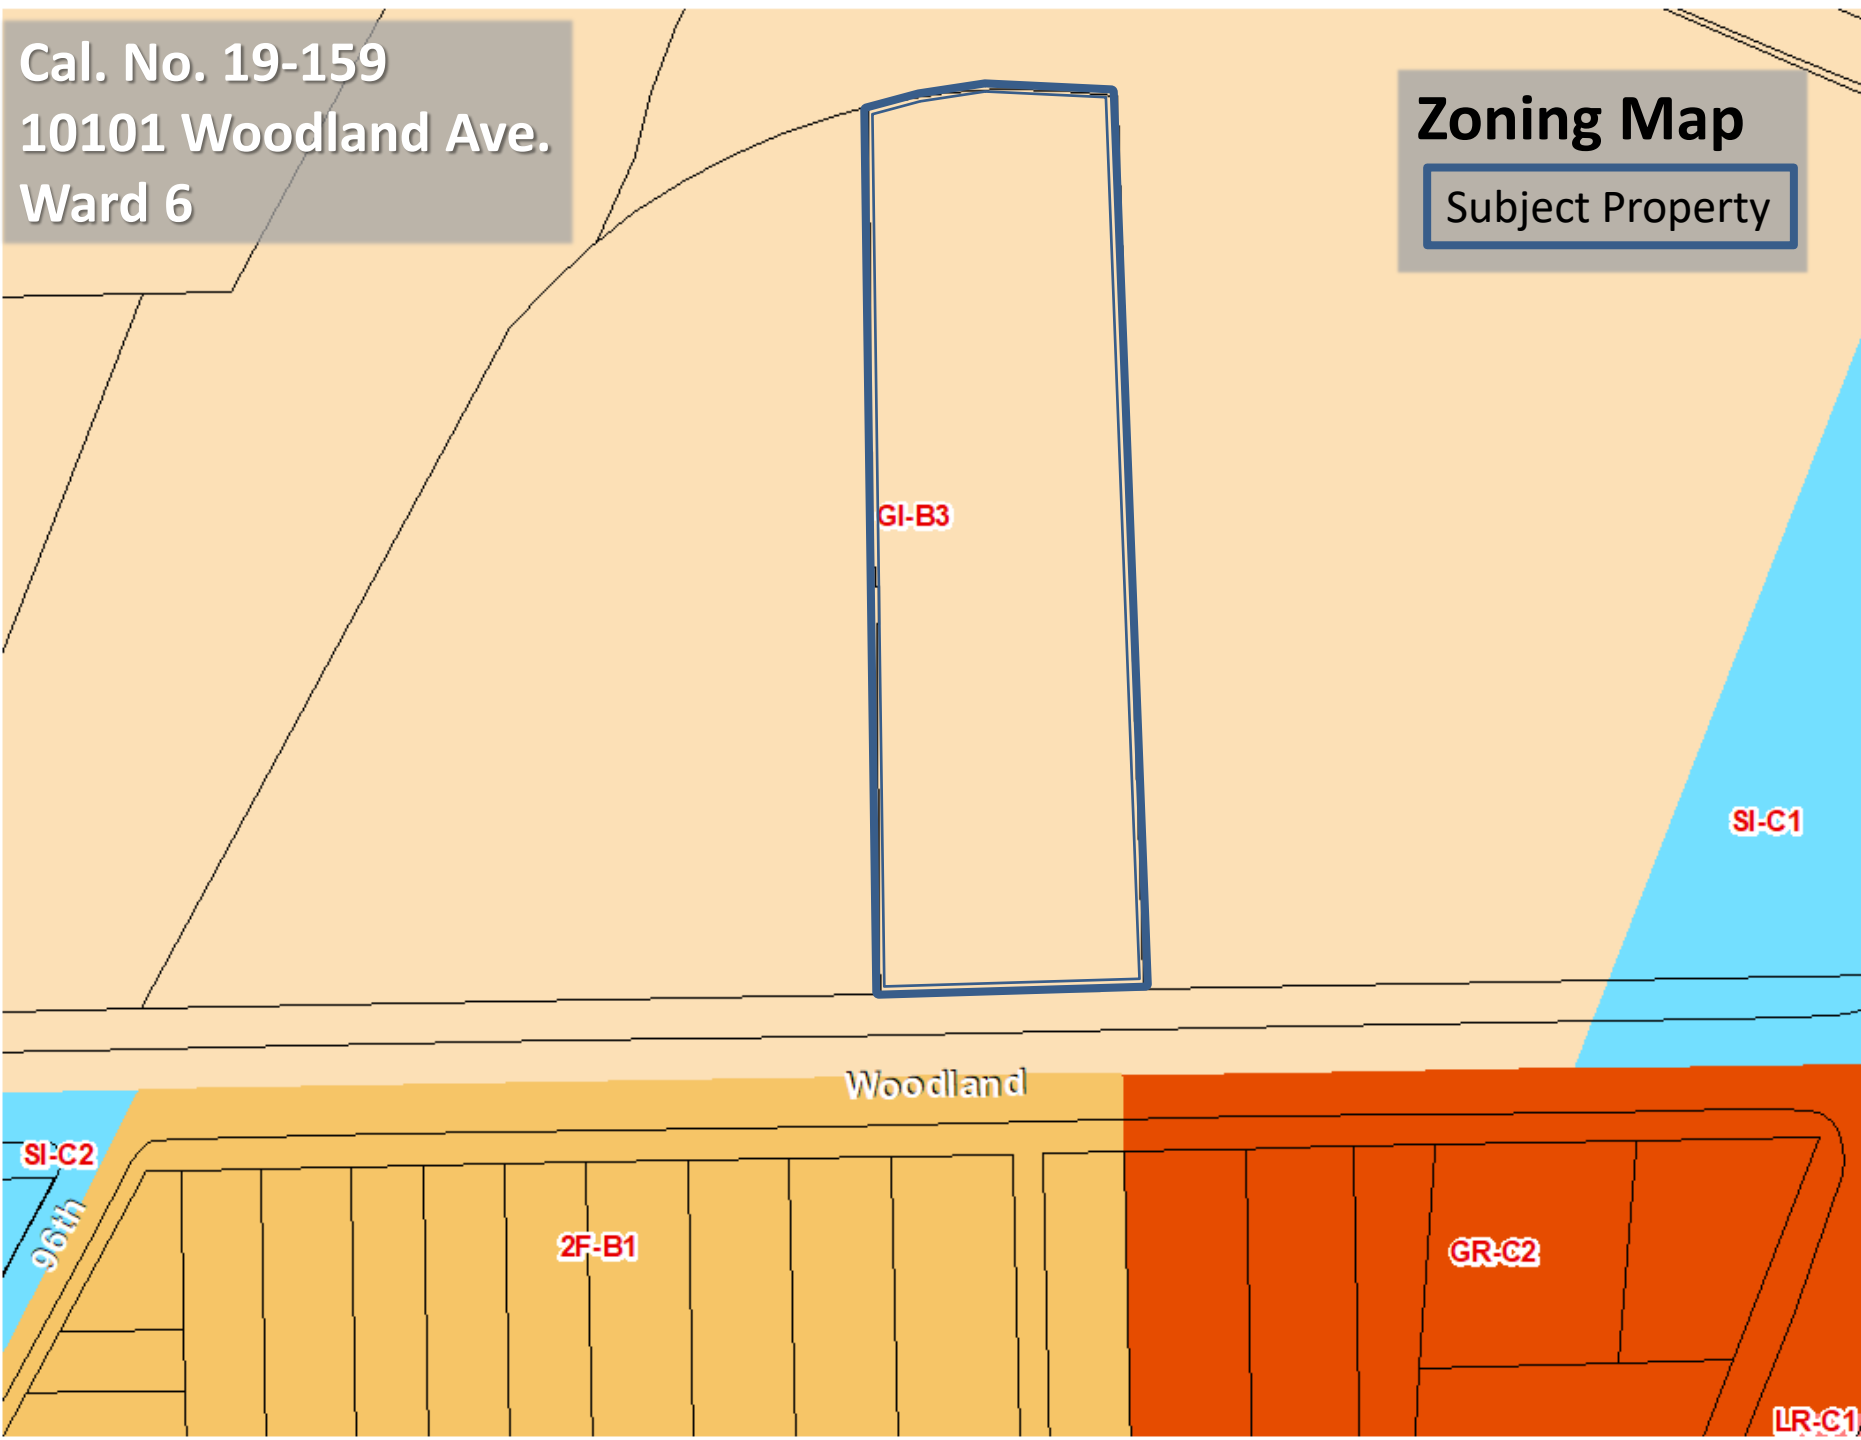 Cal. No. 19-159
10101 Woodland Ave.
Ward 6
Zoning Map
Subject Property
GI-B3
SI-C1
Woodland
SI-C2
96th
2F-B1
GR-C2
LR-C1